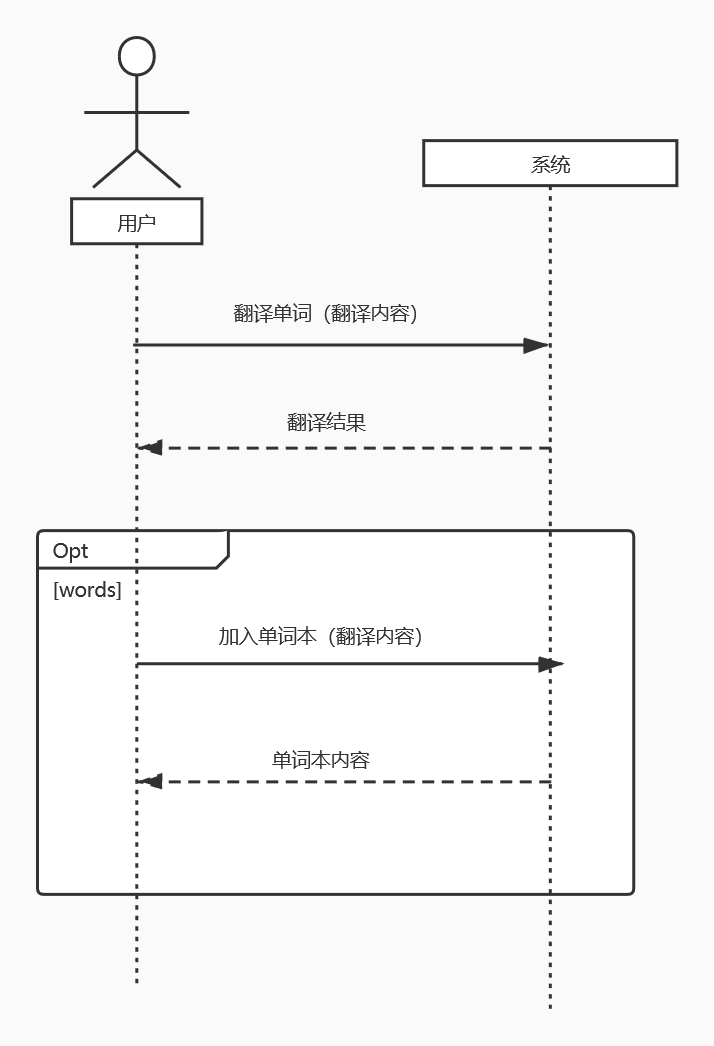 系统
用户
翻译单词（翻译内容）
翻译结果
Opt
[words]
加入单词本（翻译内容）
单词本内容